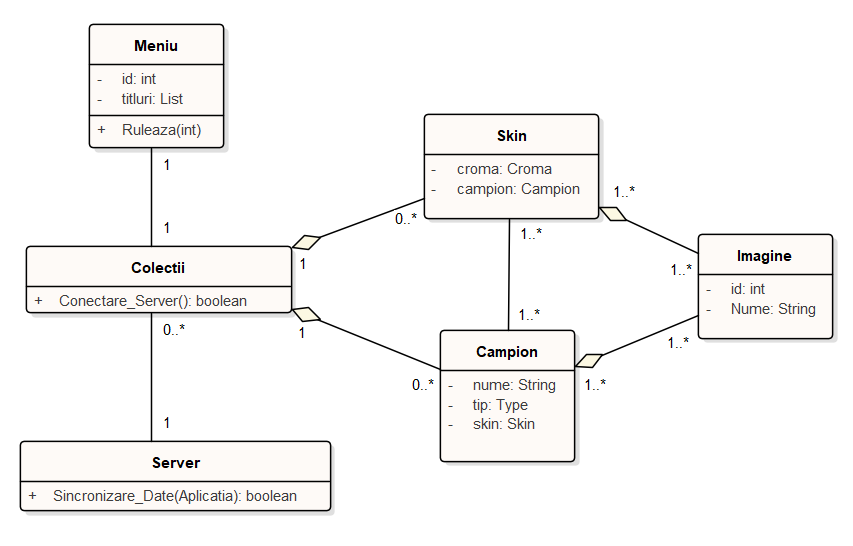 Meniu
- id: int
- titluri: List
+ Ruleaza(int)
1
1
Colectii
+ Conectare_Server(): boolean
0..*
1
Server
+ Sincronizare_Date(Aplicatia): boolean
1
0..*
1
0..*
Skin
- croma: Croma
- campion: Campion
1..*
1..*
1..*
1..*
Campion
- nume: String
- tip: Type
- skin: Skin
1..*
1..*
Imagine
- id: int
- Nume: String